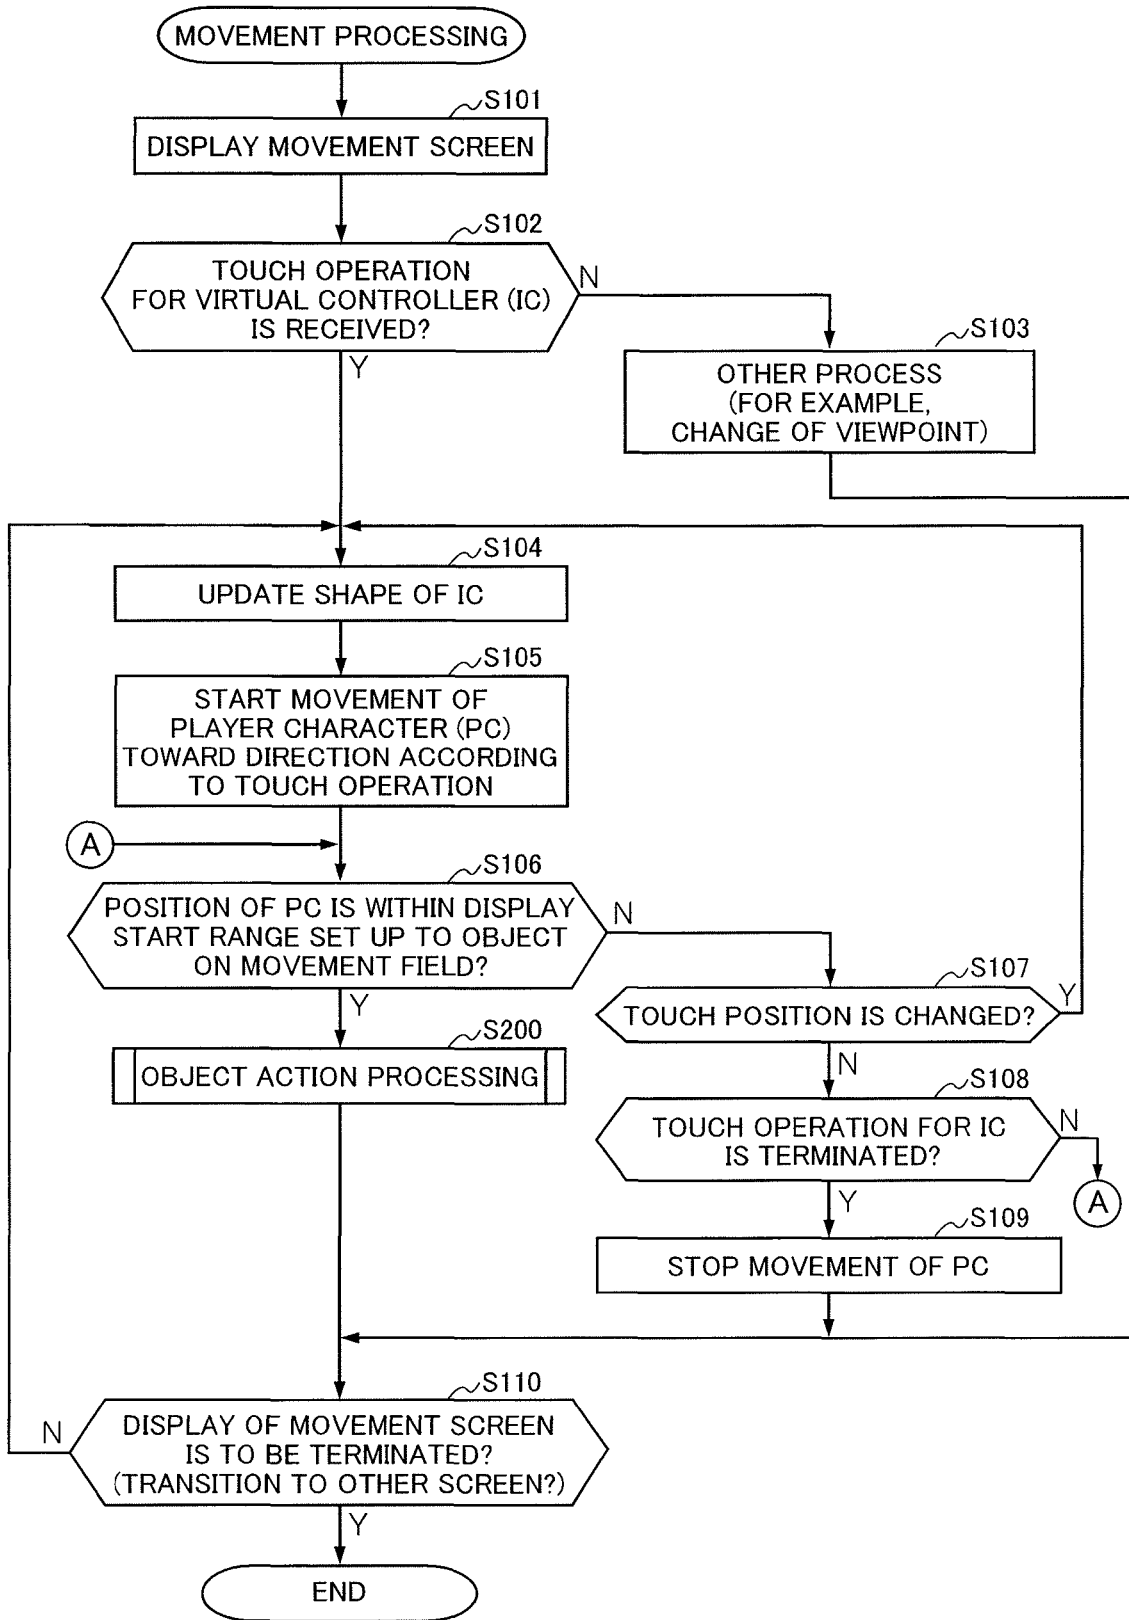 MOVEMENT PROCESSING
S101
DISPLAY MOVEMENT SCREEN
S102
TOUCH OPERATION
FOR VIRTUAL CONTROLLER (IC)
IS RECEIVED?
N
Y
S103
OTHER PROCESS
(FOR EXAMPLE,
CHANGE OF VIEWPOINT)
S104
UPDATE SHAPE OF IC
S105
START MOVEMENT OF
PLAYER CHARACTER (PC)
TOWARD DIRECTION ACCORDING
TO TOUCH OPERATION
A
S106
POSITION OF PC IS WITHIN DISPLAY
START RANGE SET UP TO OBJECT
ON MOVEMENT FIELD?
N
Y
S107
TOUCH POSITION IS CHANGED?
Y
N
S200
OBJECT ACTION PROCESSING
S108
TOUCH OPERATION FOR IC
IS TERMINATED?
N
A
Y
S109
STOP MOVEMENT OF PC
S110
DISPLAY OF MOVEMENT SCREEN
IS TO BE TERMINATED?
(TRANSITION TO OTHER SCREEN?)
N
Y
END